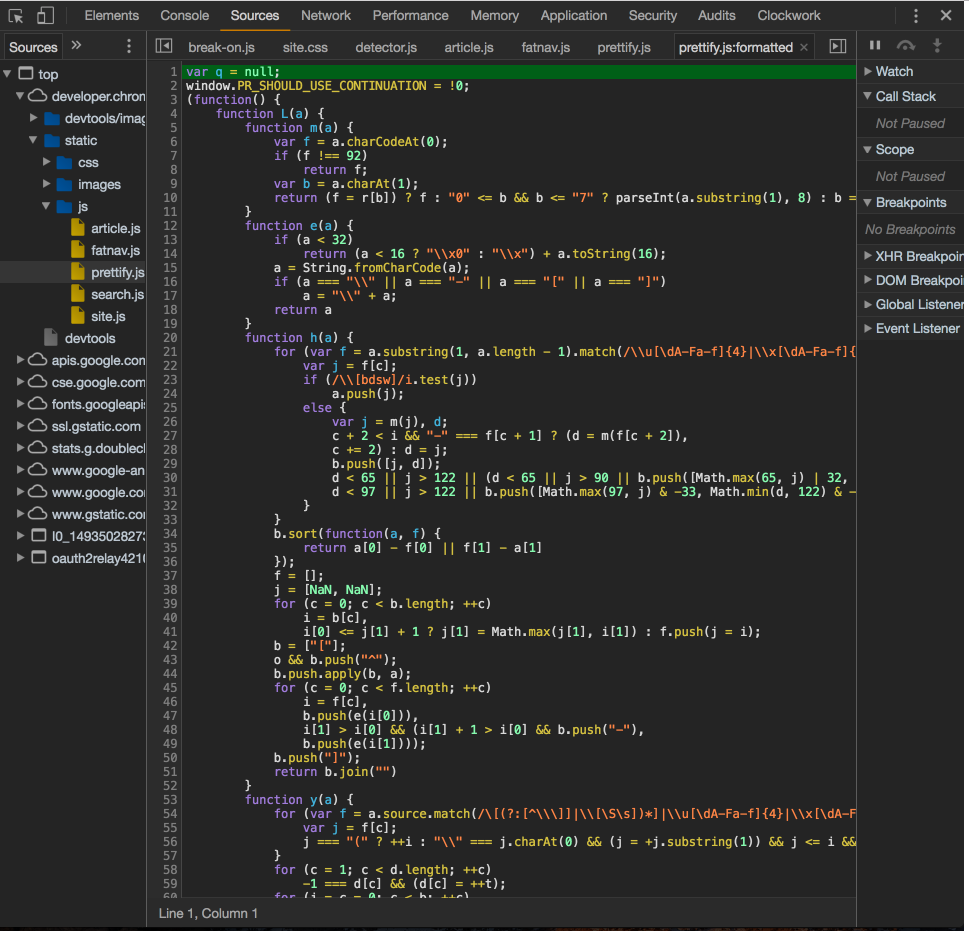 Elements Console Sources Network Performance Memory Application Security Audits Clockwork
Sources
break-on.js site.css detector.js article.js fatnav.js prettify.js prettify.js:formatted
top
developer.chron
devtools/imag
static
css
images
js
article.js
fatnav.js
prettify.js
search.js
site.js
devtools
apis.google.com
cse.google.com
fonts.googleapis
ssl.gstatic.com
stats.g.doublecl
www.google-an
www.google.co
www.gstatic.co
l0_1493502827
oauth2relay4210
1 var q = null;
2 window.PR_SHOULD_USE_CONTINUATION = !0;
3 (function() {
4 function L(a) {
5 function m(a) {
6 var f = a.charCodeAt(0);
7 if (f !== 92)
8 return f;
9 var b = a.charAt(1);
10 return (f = r[b]) ? f : "0" <= b && b <= "7" ? parseInt(a.substring(1), 8) : b =
11 }
12 function e(a) {
13 if (a < 32)
14 return (a < 16 ? "\\x0" : "\\x") + a.toString(16);
15 a = String.fromCharCode(a);
16 if (a === "\\" || a === "-" || a === "[" || a === "]")
17 a = "\\" + a;
18 return a
19 }
20 function h(a) {
21 for (var f = a.substring(1, a.length - 1).match(/\\u[\dA-Fa-f]{4}|\\x[\dA-Fa-f]{
22 var j = f[c];
23 if (/\\[bdsw]/i.test(j))
24 a.push(j);
25 else {
26 var j = m(j), d;
27 c + 2 < i && "-" === f[c + 1] ? (d = m(f[c + 2]),
28 c += 2) : d = j;
29 b.push([j, d]);
30 d < 65 || j > 122 || (d < 65 || j > 90 || b.push([Math.max(65, j) | 32,
31 d < 97 || j > 122 || b.push([Math.max(97, j) & -33, Math.min(d, 122) & -
32 }
33 }
34 b.sort(function(a, f) {
35 return a[0] - f[0] || f[1] - a[1]
36 });
37 f = [];
38 j = [NaN, NaN];
39 for (c = 0; c < b.length; ++c)
40 i = b[c],
41 i[0] <= j[1] + 1 ? j[1] = Math.max(j[1], i[1]) : f.push(j = i);
42 b = ["["];
43 o && b.push("^");
44 b.push.apply(b, a);
45 for (c = 0; c < f.length; ++c)
46 i = f[c],
47 b.push(e(i[0])),
48 i[1] > i[0] && (i[1] + 1 > i[0] && b.push("-"),
49 b.push(e(i[1])));
50 b.push("]");
51 return b.join("")
52 }
53 function y(a) {
54 for (var f = a.source.match(/\[(?:[^\\\]]|\\[\S\s])*]|\\u[\dA-Fa-f]{4}|\\x[\dA-F
55 var j = f[c];
56 j === "(" ? ++i : "\\" === j.charAt(0) && (j = +j.substring(1)) && j <= i &&
57 }
58 for (c = 1; c < d.length; ++c)
59 -1 === d[c] && (d[c] = ++t);
60 for (i = c = 0; c < b; ++c)
Line 1, Column 1
Watch
Call Stack
Not Paused
Scope
Not Paused
Breakpoints
No Breakpoints
XHR Breakpoin
DOM Breakpoi
Global Listener
Event Listener